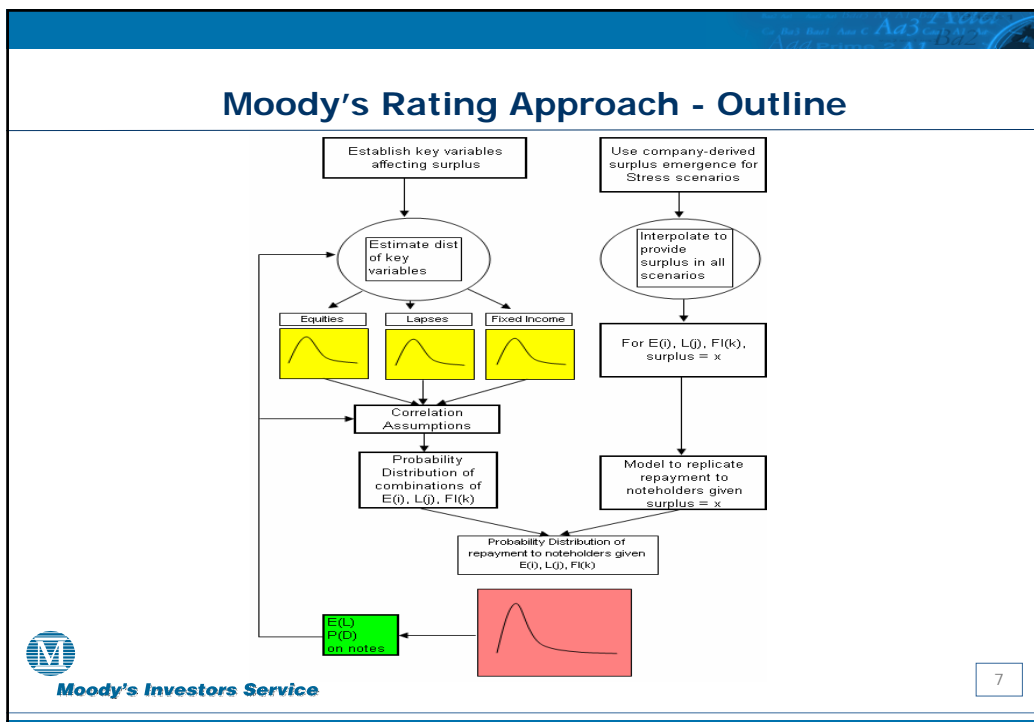 Aa3
Ba2
Moody's Rating Approach - Outline
Establish key variables
affecting surplus
Use company-derived
surplus emergence for
Stress scenarios
Estimate dist
of key
variables
Interpolate to
provide
surplus in all
scenarios
Equities
Lapses
Fixed Income
For E(i), L(j), FI(k),
surplus = x
Correlation
Assumptions
Probability
Distribution of
combinations of
E(i), L(j), FI(k)
Model to replicate
repayment to
noteholders given
surplus = x
Probability Distribution of
repayment to noteholders given
E(i), L(j), FI(k)
E(L)
P(D)
on notes
M
Moody's Investors Service
7